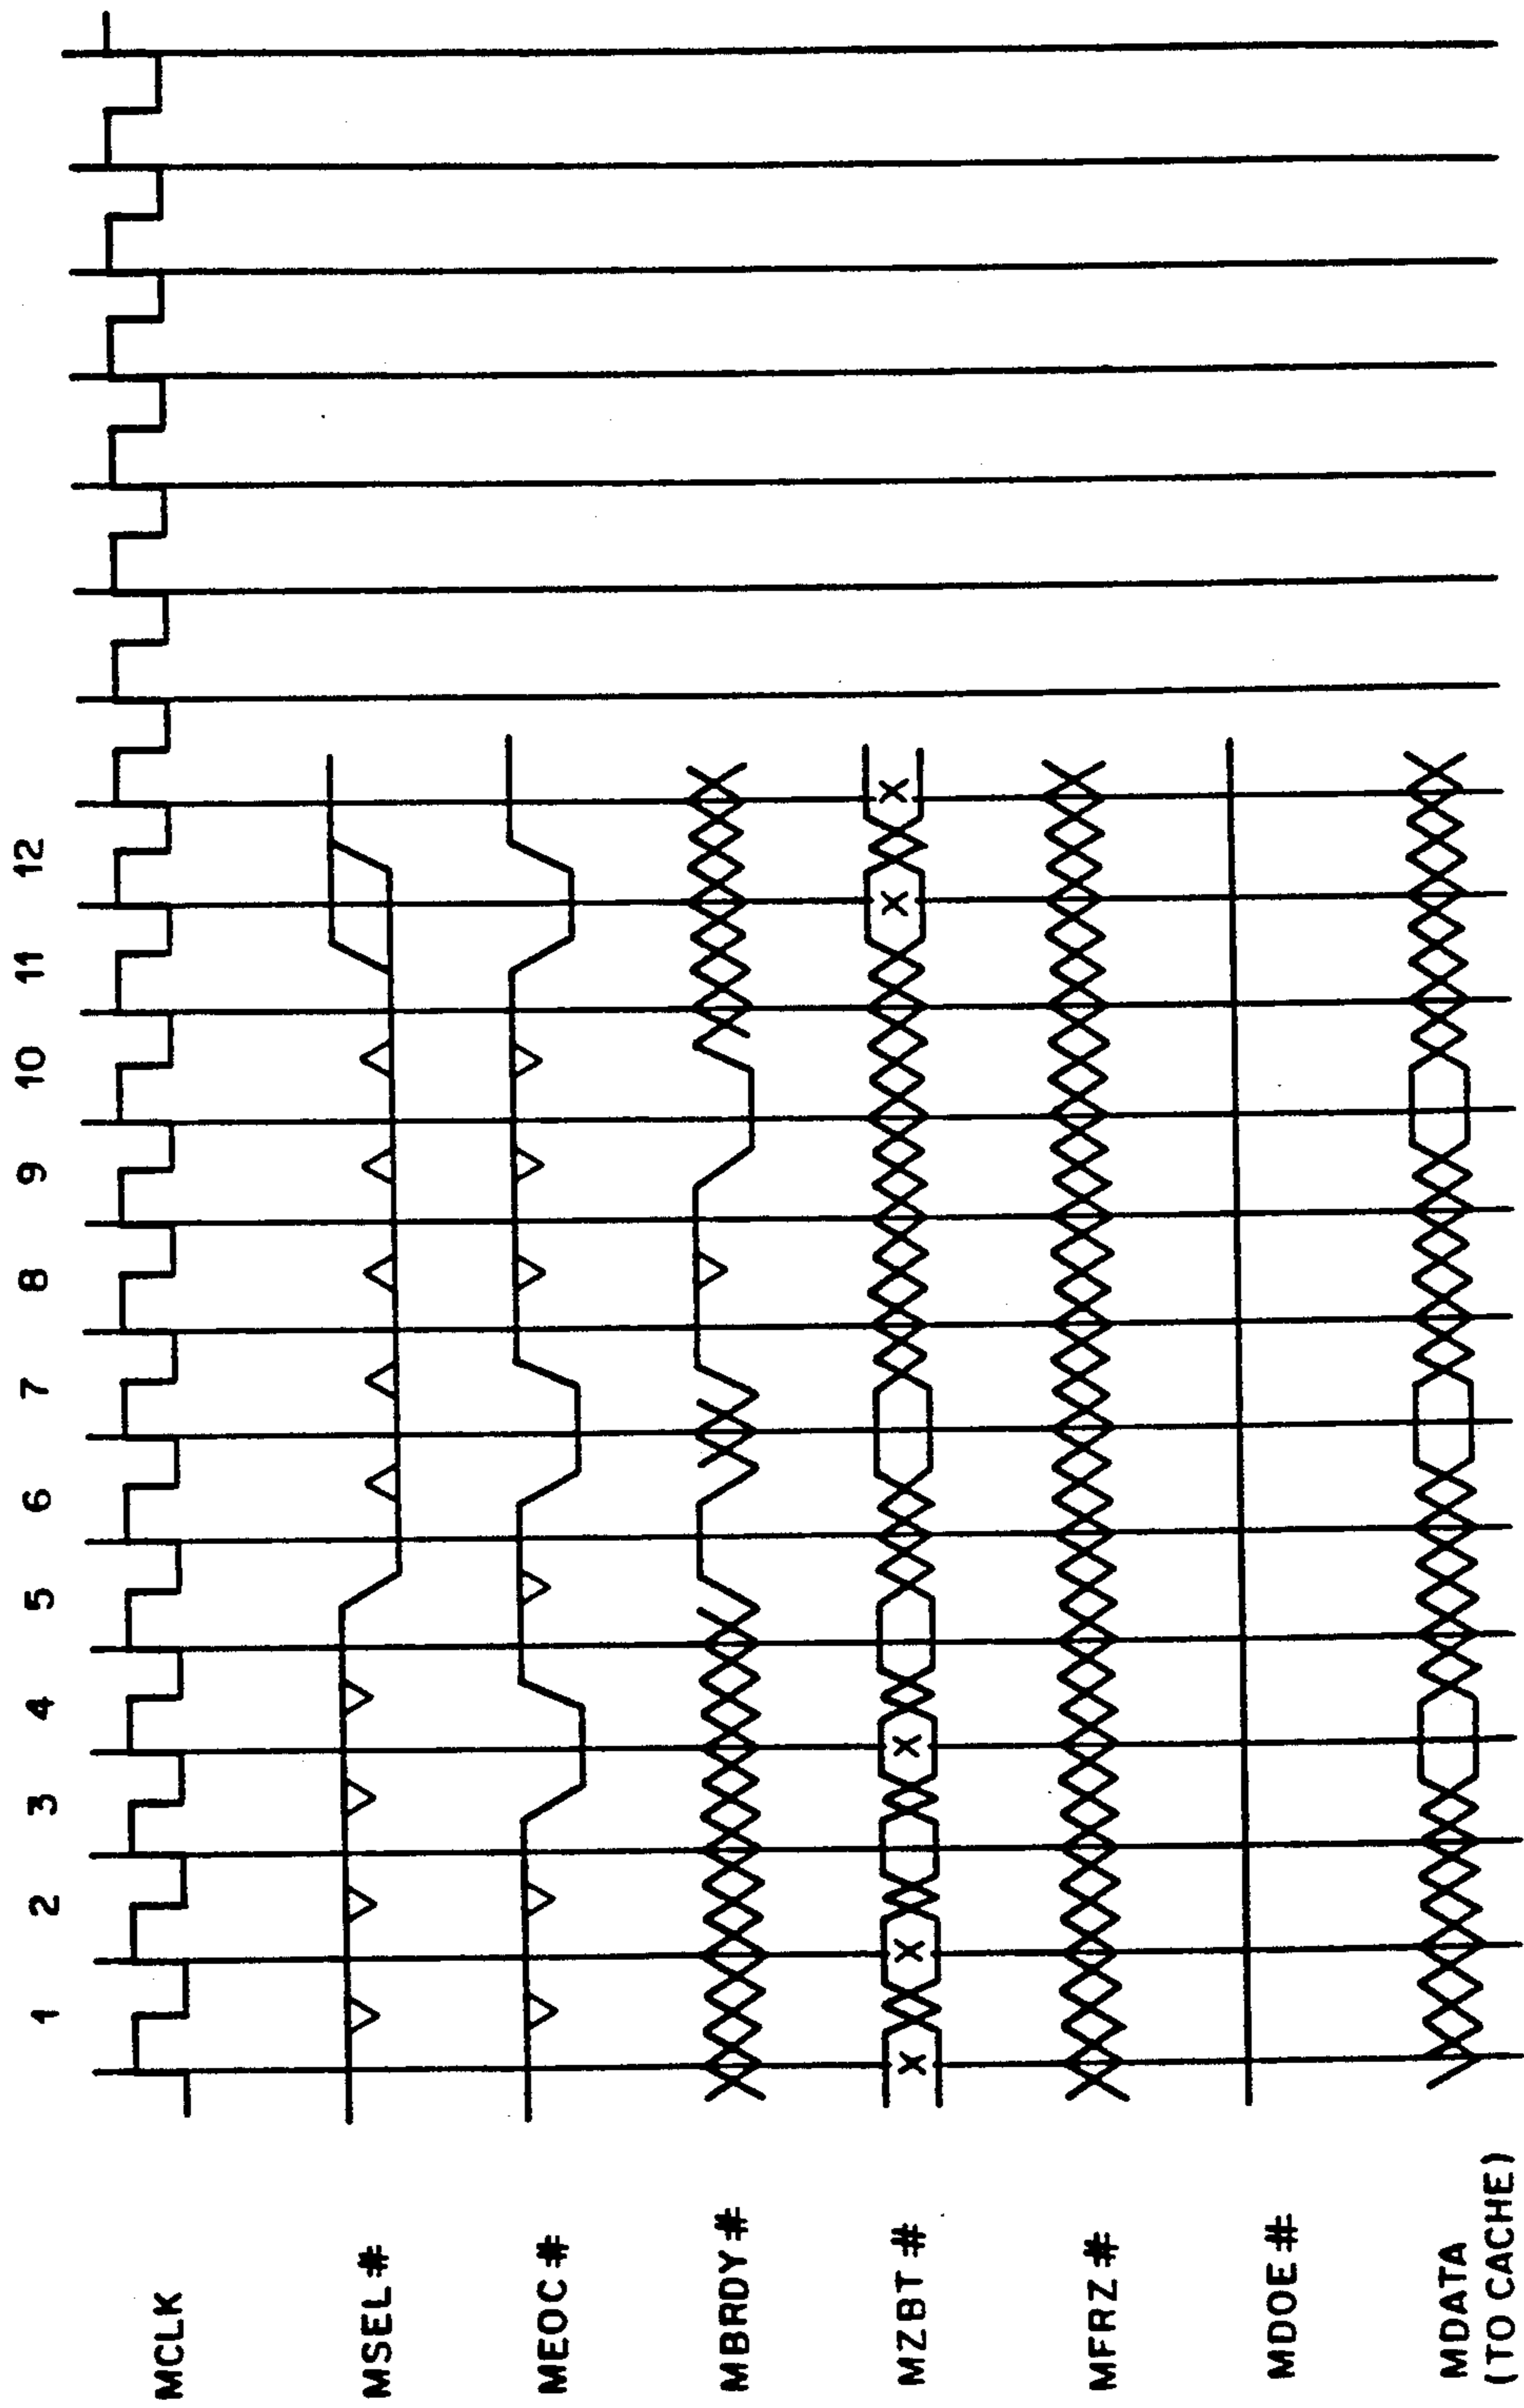 1 2 3 4 5 6 7 8 9 10 11 12
MCLK
MSEL#
MEOC#
MBRDY#
MZBT#
X X X X X
MFRZ#
MDOE#
MDATA
(TO CACHE)